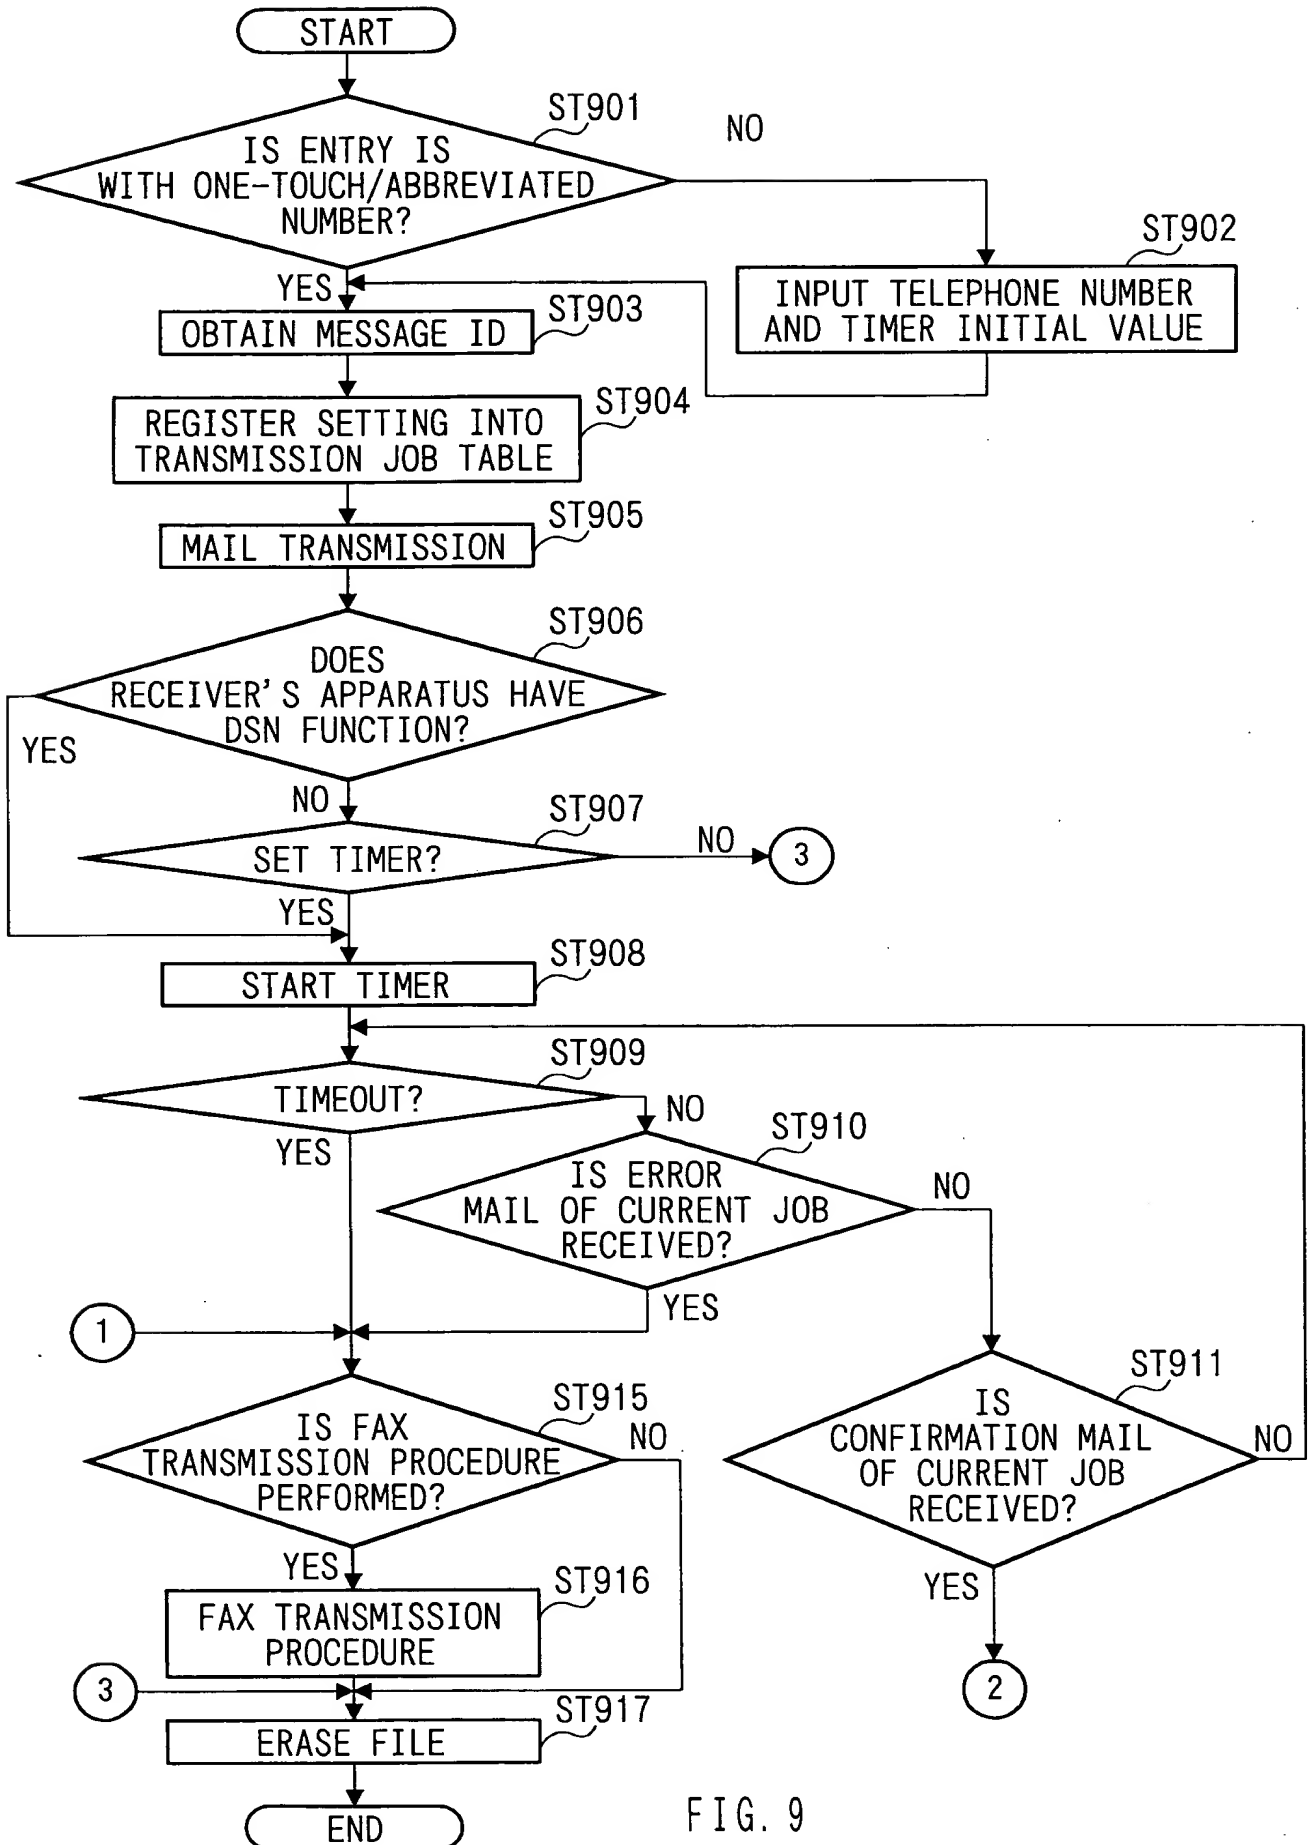 START
ST901
IS ENTRY IS
WITH ONE-TOUCH/ABBREVIATED
NUMBER?
NO
YES
ST902
INPUT TELEPHONE NUMBER
AND TIMER INITIAL VALUE
ST903
OBTAIN MESSAGE ID
ST904
REGISTER SETTING INTO
TRANSMISSION JOB TABLE
ST905
MAIL TRANSMISSION
ST906
DOES
RECEIVER'S APPARATUS HAVE
DSN FUNCTION?
YES
NO
ST907
SET TIMER?
NO
3
YES
ST908
START TIMER
ST909
TIMEOUT?
NO
YES
ST910
IS ERROR
MAIL OF CURRENT JOB
RECEIVED?
NO
YES
1
ST911
IS
CONFIRMATION MAIL
OF CURRENT JOB
RECEIVED?
NO
YES
2
ST915
IS FAX
TRANSMISSION PROCEDURE
PERFORMED?
NO
YES
ST916
FAX TRANSMISSION
PROCEDURE
3
ST917
ERASE FILE
END
FIG. 9